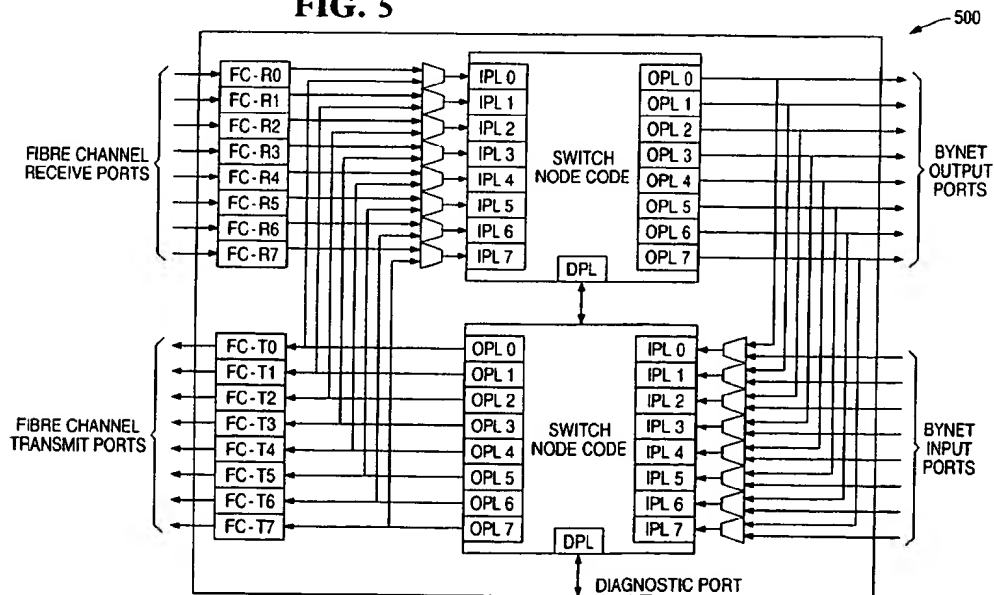 FIG. 5
500
FIBRE CHANNEL
RECEIVE PORTS
FC-R0
FC-R1
FC-R2
FC-R3
FC-R4
FC-R5
FC-R6
FC-R7
IPL 0
IPL 1
IPL 2
IPL 3
IPL 4
IPL 5
IPL 6
IPL 7
SWITCH
NODE CODE
DPL
OPL 0
OPL 1
OPL 2
OPL 3
OPL 4
OPL 5
OPL 6
OPL 7
BYNET
OUTPUT
PORTS
FIBRE CHANNEL
TRANSMIT PORTS
FC-T0
FC-T1
FC-T2
FC-T3
FC-T4
FC-T5
FC-T6
FC-T7
OPL 0
OPL 1
OPL 2
OPL 3
OPL 4
OPL 5
OPL 6
OPL 7
SWITCH
NODE CODE
DPL
IPL 0
IPL 1
IPL 2
IPL 3
IPL 4
IPL 5
IPL 6
IPL 7
BYNET
INPUT
PORTS
DIAGNOSTIC PORT